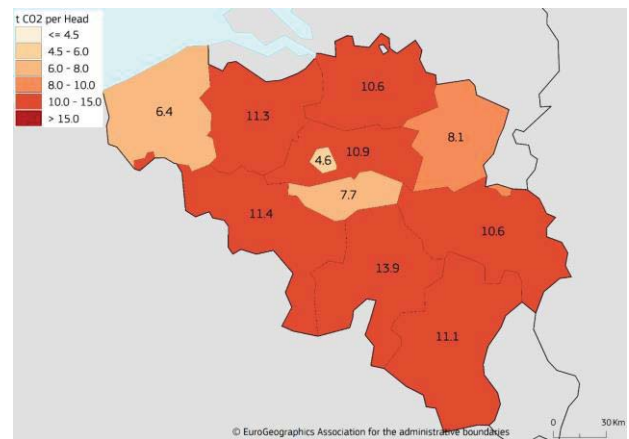 t CO2 per Head
<= 4.5
4.5 - 6.0
6.0 - 8.0
8.0 - 10.0
10.0 - 15.0
> 15.0
6.4
11.3
10.6
8.1
4.6
10.9
7.7
11.4
10.6
13.9
11.1
0 30 Km
© EuroGeographics Association for the administrative boundaries